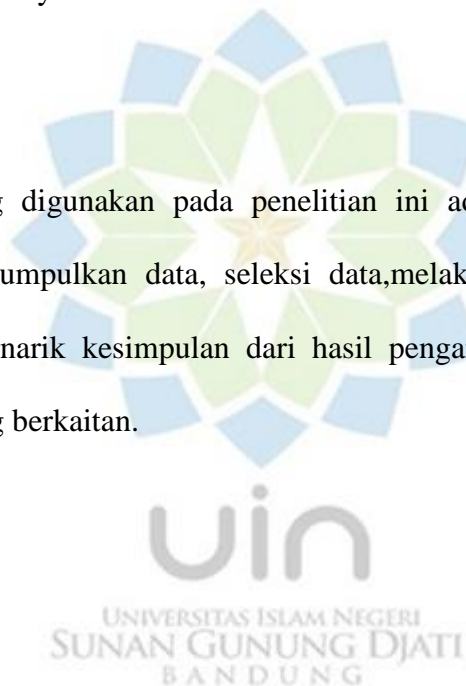 g digunakan pada penelitian ini a
umpulkan data, seleksi data,melak
narik kesimpulan dari hasil penga
g berkaitan.
uin
UNIVERSITAS ISLAM NEGERI
SUNAN GUNUNG DJATI
BANDUNG